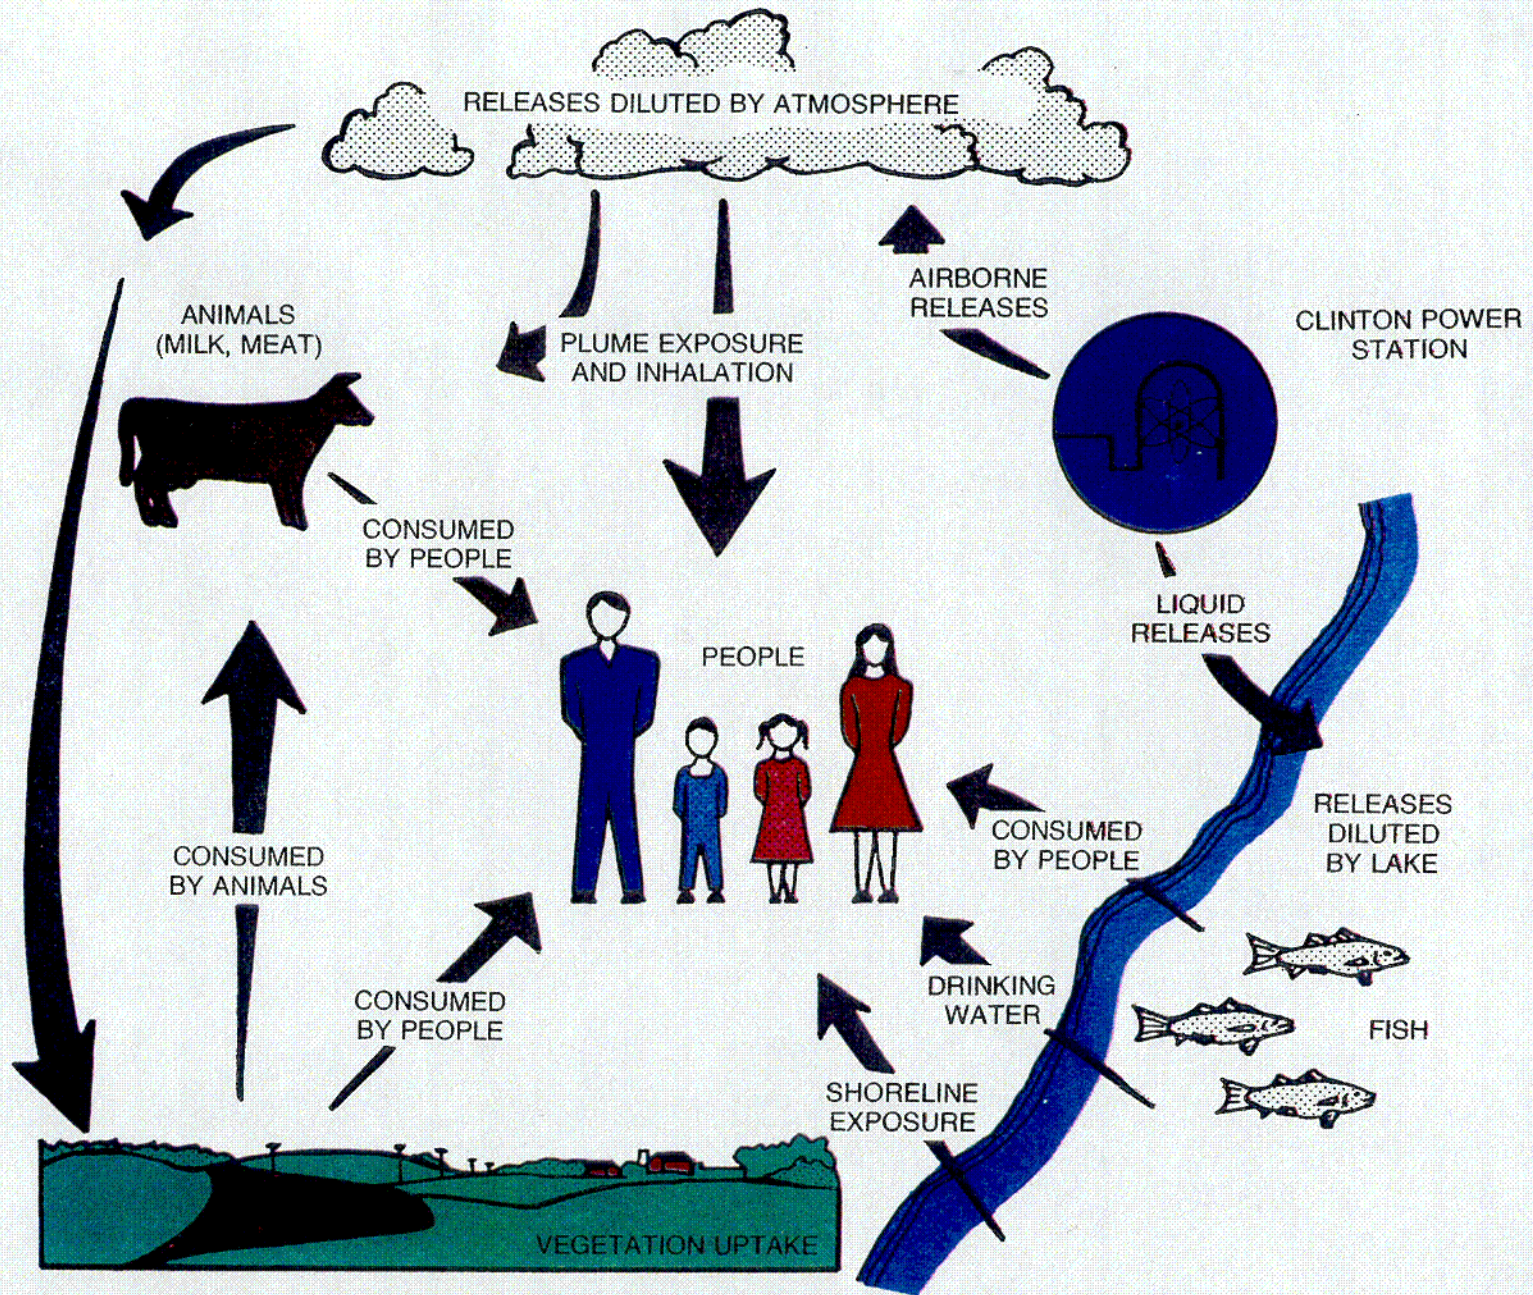 RELEASES DILUTED BY ATMOSPHERE
AIRBORNE
RELEASES
CLINTON POWER
STATION
ANIMALS
(MILK, MEAT)
PLUME EXPOSURE
AND INHALATION
CONSUMED
BY PEOPLE
LIQUID
RELEASES
PEOPLE
RELEASES
DILUTED
BY LAKE
CONSUMED
BY PEOPLE
CONSUMED
BY ANIMALS
DRINKING
WATER
FISH
CONSUMED
BY PEOPLE
SHORELINE
EXPOSURE
VEGETATION UPTAKE